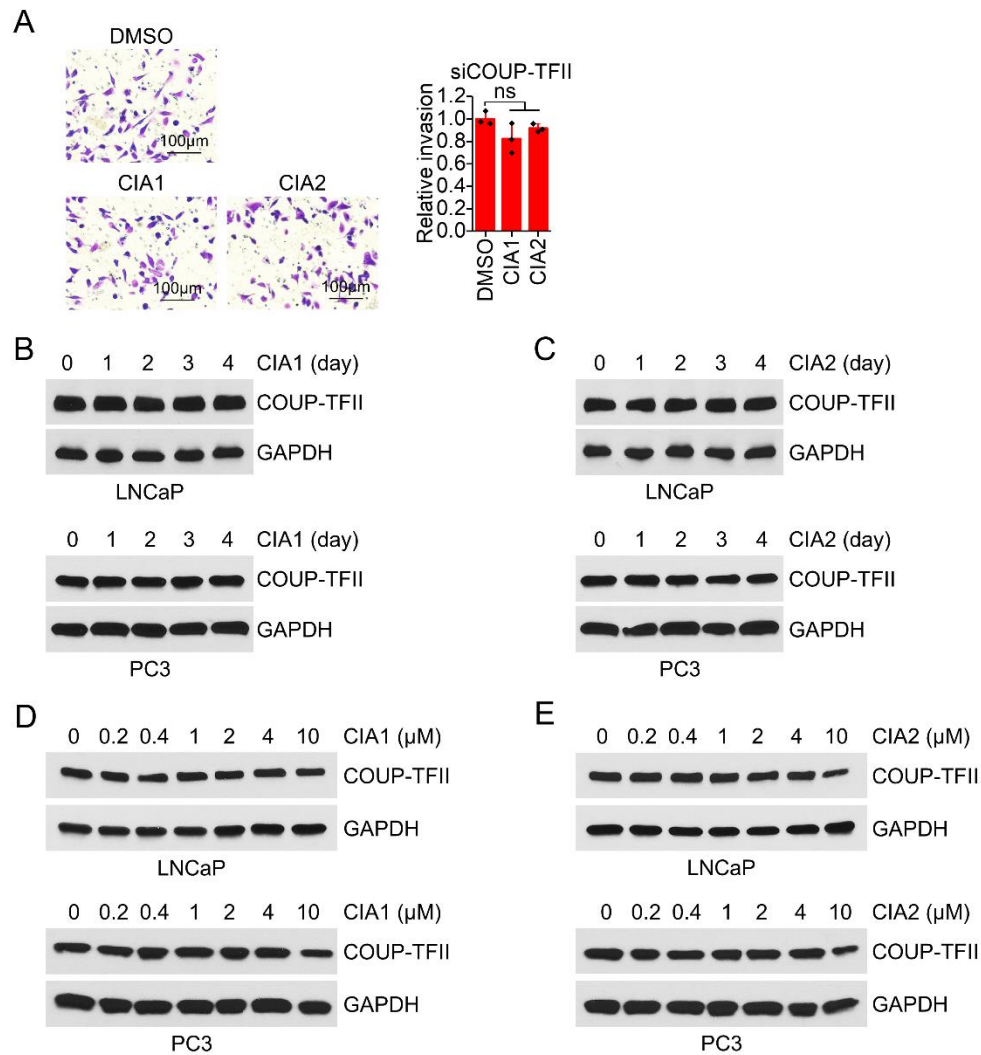 A
DMSO
100µm
CIA1
CIA2
100µm
100µm
siCOUP-TFII
ns
Relative invasion
1.2
1.0
0.8
0.6
0.4
0.2
0.0
DMSO
CIA1
CIA2
B
0 1 2 3 4 CIA1 (day)
COUP-TFII
GAPDH
LNCaP
0 1 2 3 4 CIA1 (day)
COUP-TFII
GAPDH
PC3
C
0 1 2 3 4 CIA2 (day)
COUP-TFII
GAPDH
LNCaP
0 1 2 3 4 CIA2 (day)
COUP-TFII
GAPDH
PC3
D
0 0.2 0.4 1 2 4 10 CIA1 (µM)
COUP-TFII
GAPDH
LNCaP
0 0.2 0.4 1 2 4 10 CIA1 (µM)
COUP-TFII
GAPDH
PC3
E
0 0.2 0.4 1 2 4 10 CIA2 (µM)
COUP-TFII
GAPDH
LNCaP
0 0.2 0.4 1 2 4 10 CIA2 (µM)
COUP-TFII
GAPDH
PC3